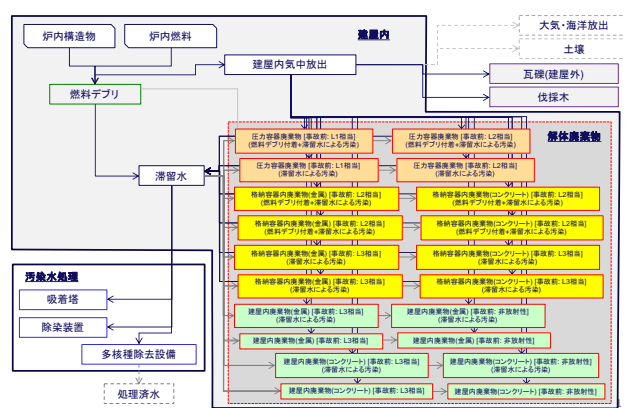 大気・海洋放出
炉内構造物
炉内燃料
建屋内
土壌
建屋内気中放出
瓦礫(建屋外)
燃料デブリ
伐採木
解体廃棄物
圧力容器廃棄物 [事故前: L1相当]
(燃料デブリ付着+滞留水による汚染)
圧力容器廃棄物 [事故前: L2相当]
(燃料デブリ付着+滞留水による汚染)
滞留水
圧力容器廃棄物 [事故前: L1相当]
(滞留水による汚染)
圧力容器廃棄物 [事故前: L2相当]
(滞留水による汚染)
格納容器内廃棄物(金属) [事故前: L2相当]
(燃料デブリ付着+滞留水による汚染)
格納容器内廃棄物(コンクリート) [事故前: L2相当]
(燃料デブリ付着+滞留水による汚染)
格納容器内廃棄物(金属) [事故前: L2相当]
(燃料デブリ付着+滞留水による汚染)
格納容器内廃棄物(コンクリート) [事故前: L2相当]
(燃料デブリ付着+滞留水による汚染)
格納容器内廃棄物(金属) [事故前: L3相当]
(滞留水による汚染)
格納容器内廃棄物(コンクリート) [事故前: L3相当]
(滞留水による汚染)
格納容器内廃棄物(金属) [事故前: L3相当]
(滞留水による汚染)
格納容器内廃棄物(コンクリート) [事故前: L3相当]
(滞留水による汚染)
汚染水処理
吸着塔
除染装置
多核種除去設備
処理済水
建屋内廃棄物(金属) [事故前: L3相当]
(滞留水による汚染)
建屋内廃棄物(金属) [事故前: 非放射性]
(滞留水による汚染)
建屋内廃棄物(金属) [事故前: L3相当]
建屋内廃棄物(金属) [事故前: 非放射性]
建屋内廃棄物(コンクリート) [事故前: L3相当]
(滞留水による汚染)
建屋内廃棄物(コンクリート) [事故前: 非放射性]
(滞留水による汚染)
建屋内廃棄物(コンクリート) [事故前: L3相当]
建屋内廃棄物(コンクリート) [事故前: 非放射性]